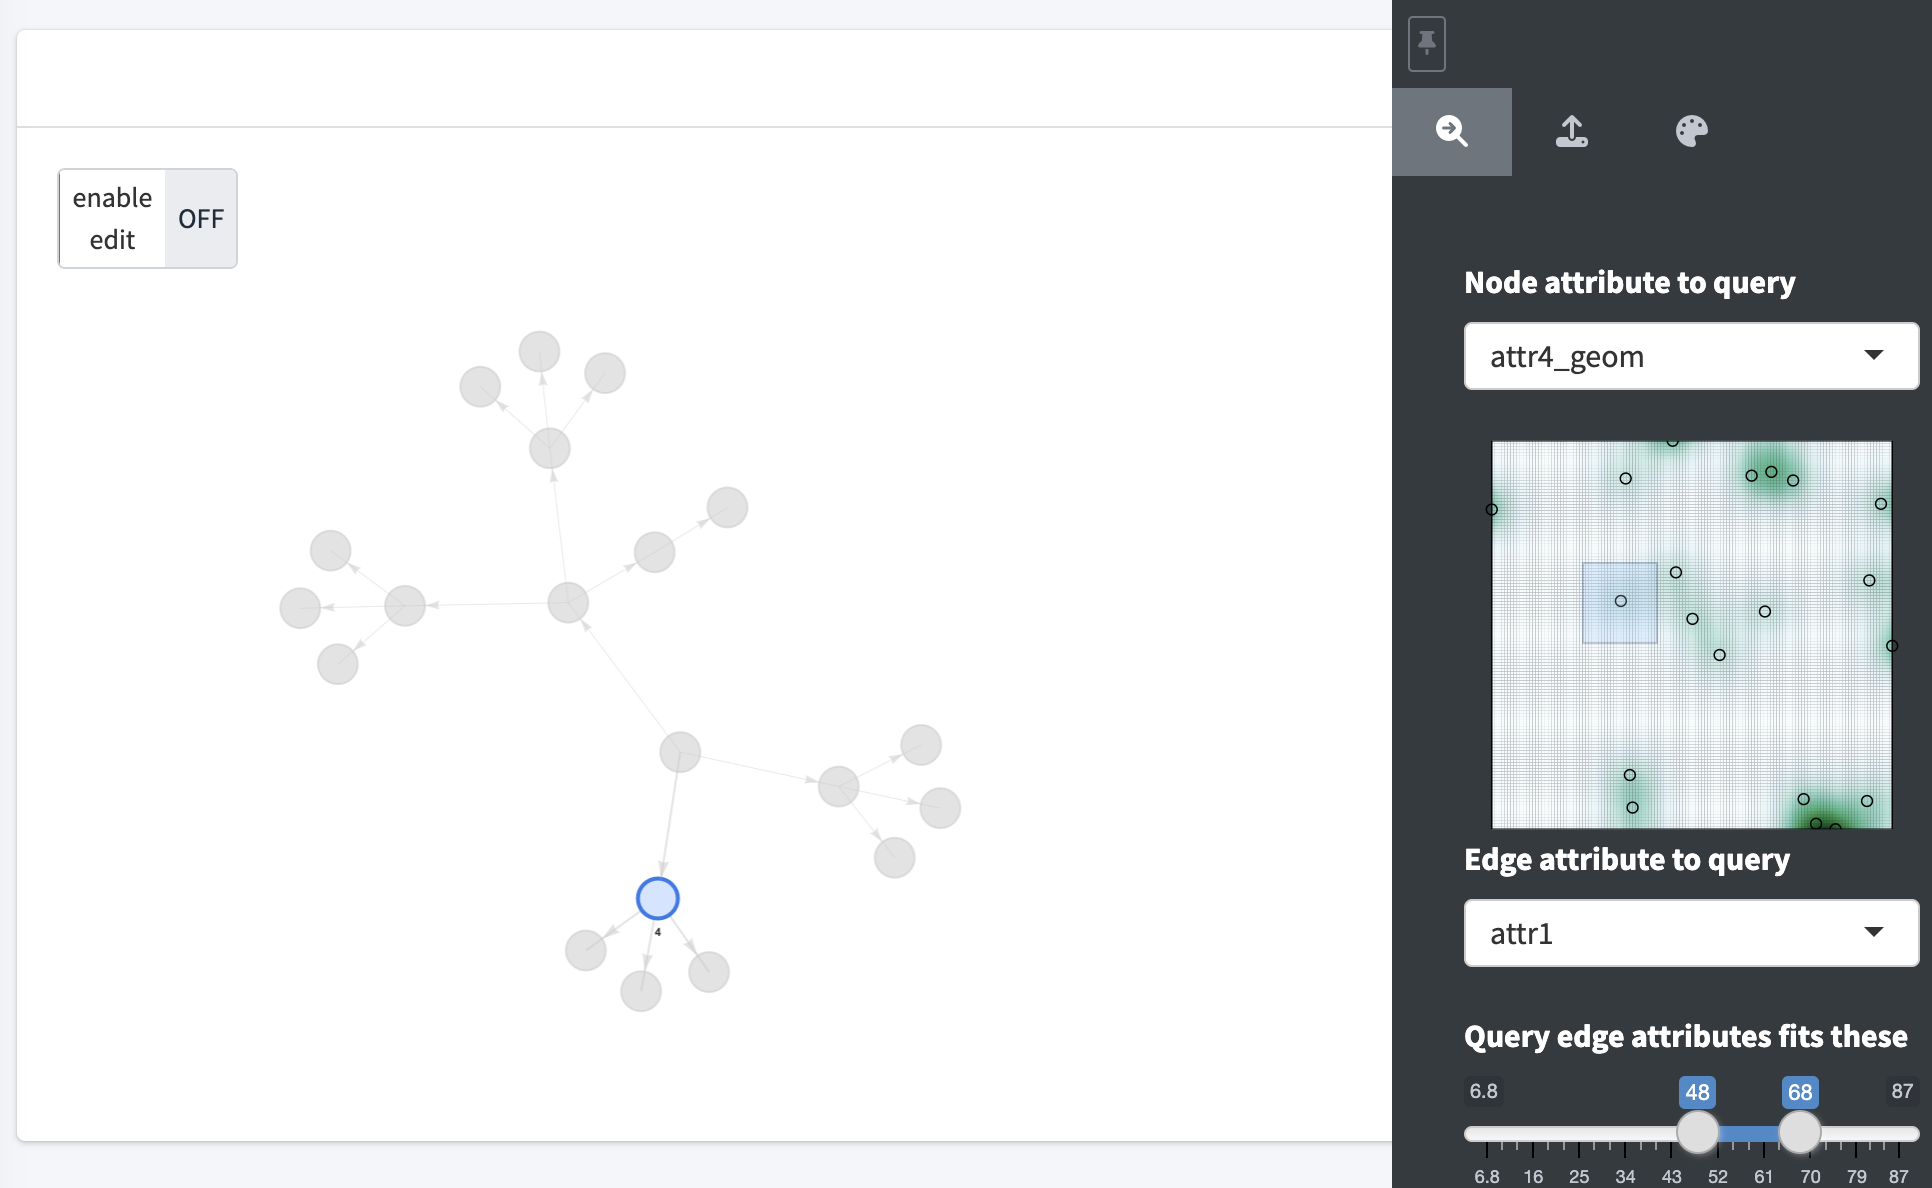 enable
edit
OFF
4
Node attribute to query
attr4_geom
Edge attribute to query
attr1
Query edge attributes fits these
6.8 48 68 87
6.8 16 25 34 43 52 61 70 79 87